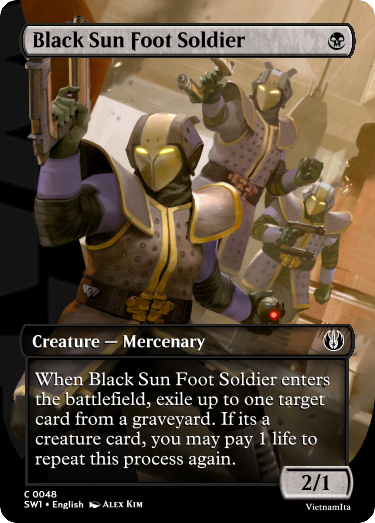 Black Sun Foot Soldier
Creature — Mercenary
When Black Sun Foot Soldier enters
the battlefield, exile up to one target
card from a graveyard. If its a
creature card, you may pay 1 life to
repeat this process again.
2/1
C 0048
SW1 • English Alex Kim
VietnamIta